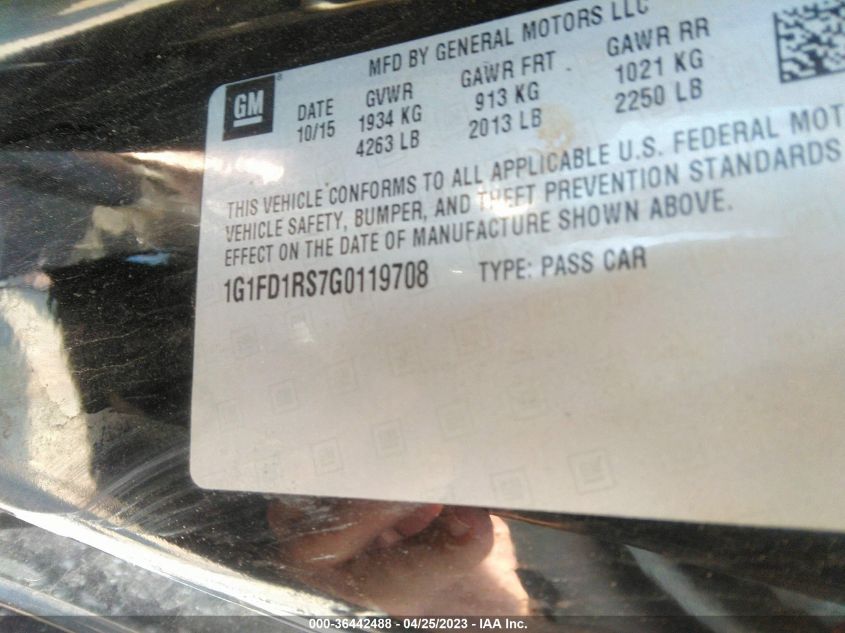 MFD BY GENERAL MOTORS LLC
GM ®
DATE GVWR GAWR FRT GAWR RR
10/15 1934 KG 913 KG 1021 KG
4263 LB 2013 LB 2250 LB
THIS VEHICLE CONFORMS TO ALL APPLICABLE U.S. FEDERAL MOT
VEHICLE SAFETY, BUMPER, AND THEFT PREVENTION STANDARDS
EFFECT ON THE DATE OF MANUFACTURE SHOWN ABOVE.
1G1FD1RS7G0119708 TYPE: PASS CAR
000-36442488 - 04/25/2023 - IAA Inc.